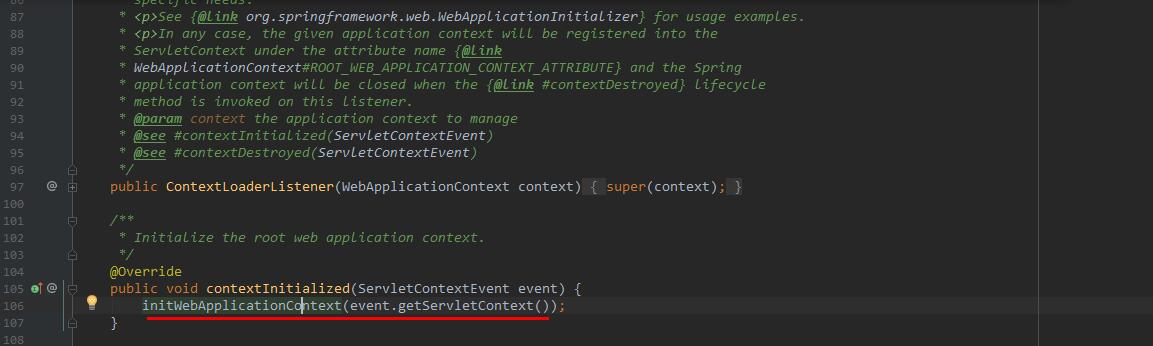 86 * specific needs.
87 * <p>See {@link org.springframework.web.WebApplicationInitializer} for usage examples.
88 * <p>In any case, the given application context will be registered into the
89 * ServletContext under the attribute name {@link
90 * WebApplicationContext#ROOT_WEB_APPLICATION_CONTEXT_ATTRIBUTE} and the Spring
91 * application context will be closed when the {@link #contextDestroyed} lifecycle
92 * method is invoked on this listener.
93 * @param context the application context to manage
94 * @see #contextInitialized(ServletContextEvent)
95 * @see #contextDestroyed(ServletContextEvent)
96 */
97 @ public ContextLoaderListener(WebApplicationContext context) { super(context); }
100
101 /**
102 * Initialize the root web application context.
103 */
104 @Override
105 @ public void contextInitialized(ServletContextEvent event) {
106 initWebApplicationContext(event.getServletContext());
107 }
108